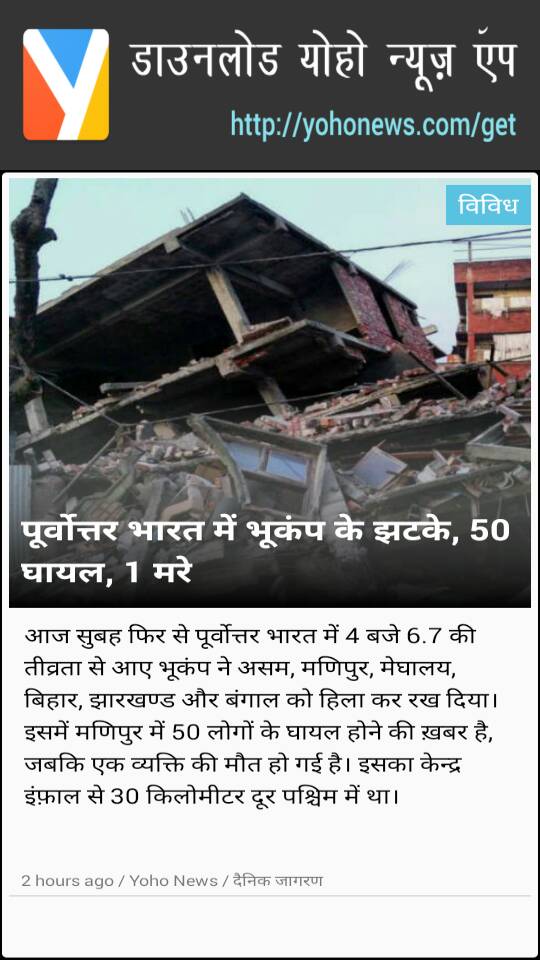 डाउनलोड योहो न्यूज़ ऍप
http://yohonews.com/get
विविध
पूर्वोत्तर भारत में भूकंप के झटके, 50
घायल, 1 मरे
आज सुबह फिर से पूर्वोत्तर भारत में 4 बजे 6.7 की
तीव्रता से आए भूकंप ने असम, मणिपुर, मेघालय,
बिहार, झारखण्ड और बंगाल को हिला कर रख दिया।
इसमें मणिपुर में 50 लोगों के घायल होने की ख़बर है,
जबकि एक व्यक्ति की मौत हो गई है। इसका केन्द्र
इंफ़ाल से 30 किलोमीटर दूर पश्चिम में था।
2 hours ago / Yoho News / दैनिक जागरण